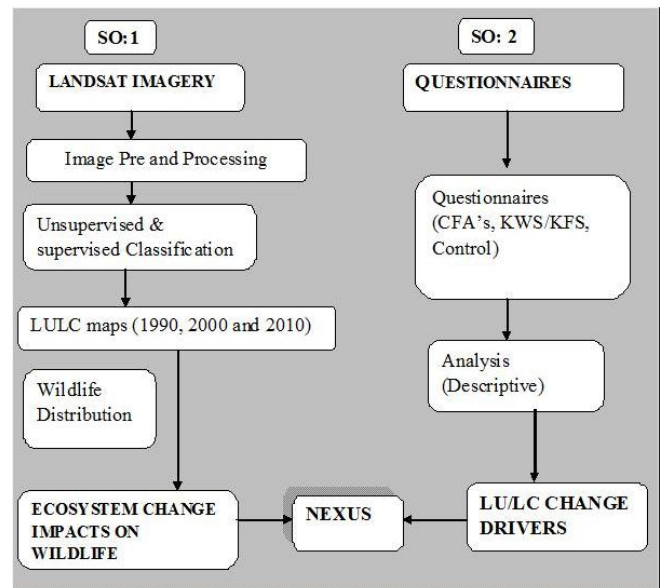 SO:1
LANDSAT IMAGERY
Image Pre and Processing
Unsupervised &
supervised Classification
LULC maps (1990, 2000 and 2010)
Wildlife
Distribution
ECOSYSTEM CHANGE
IMPACTS ON
WILDLIFE
NEXUS
SO: 2
QUESTIONNAIRES
Questionnaires
(CFA's, KWS/KFS,
Control)
Analysis
(Descriptive)
LU/LC CHANGE
DRIVERS